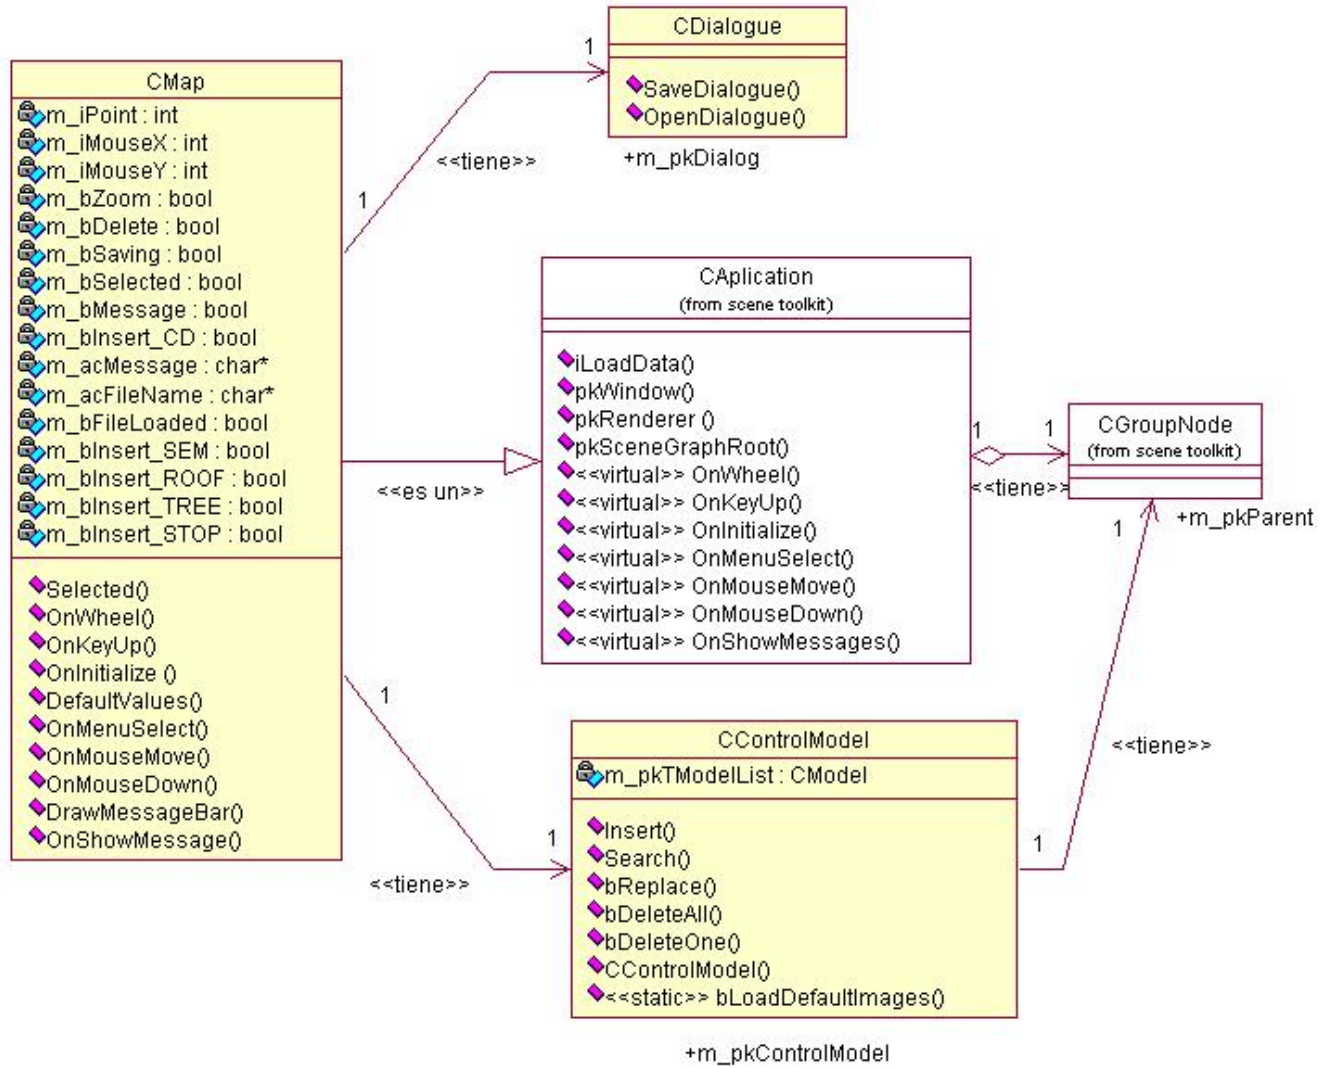 CDialogue
SaveDialogue()
OpenDialogue()
+m_pkDialog
1
<<tiene>>
1
CMap
m_iPoint : int
m_iMouseX : int
m_iMouseY : int
m_bZoom : bool
m_bDelete : bool
m_bSaving : bool
m_bSelected : bool
m_bMessage : bool
m_bInsert_CD : bool
m_acMessage : char*
m_acFileName : char*
m_bFileLoaded : bool
m_bInsert_SEM : bool
m_bInsert_ROOF : bool
m_bInsert_TREE : bool
m_bInsert_STOP : bool
Selected()
OnWheel()
OnKeyUp()
OnInitialize ()
DefaultValues()
OnMenuSelect()
OnMouseMove()
OnMouseDown()
DrawMessageBar()
OnShowMessage()
<<es un>>
CAplication
(from scene toolkit)
iLoadData()
pkWindow()
pkRenderer ()
pkSceneGraphRoot()
<<virtual>> OnWheel()
<<virtual>> OnKeyUp()
<<virtual>> OnInitialize()
<<virtual>> OnMenuSelect()
<<virtual>> OnMouseMove()
<<virtual>> OnMouseDown()
<<virtual>> OnShowMessages()
1
1
<<tiene>>
CGroupNode
(from scene toolkit)
+m_pkParent
1
<<tiene>>
1
1
1
<<tiene>>
CControlModel
m_pkTModelList : CModel
Insert()
Search()
bReplace()
bDeleteAll()
bDeleteOne()
CControlModel()
<<static>> bLoadDefaultImages()
+m_pkControlModel